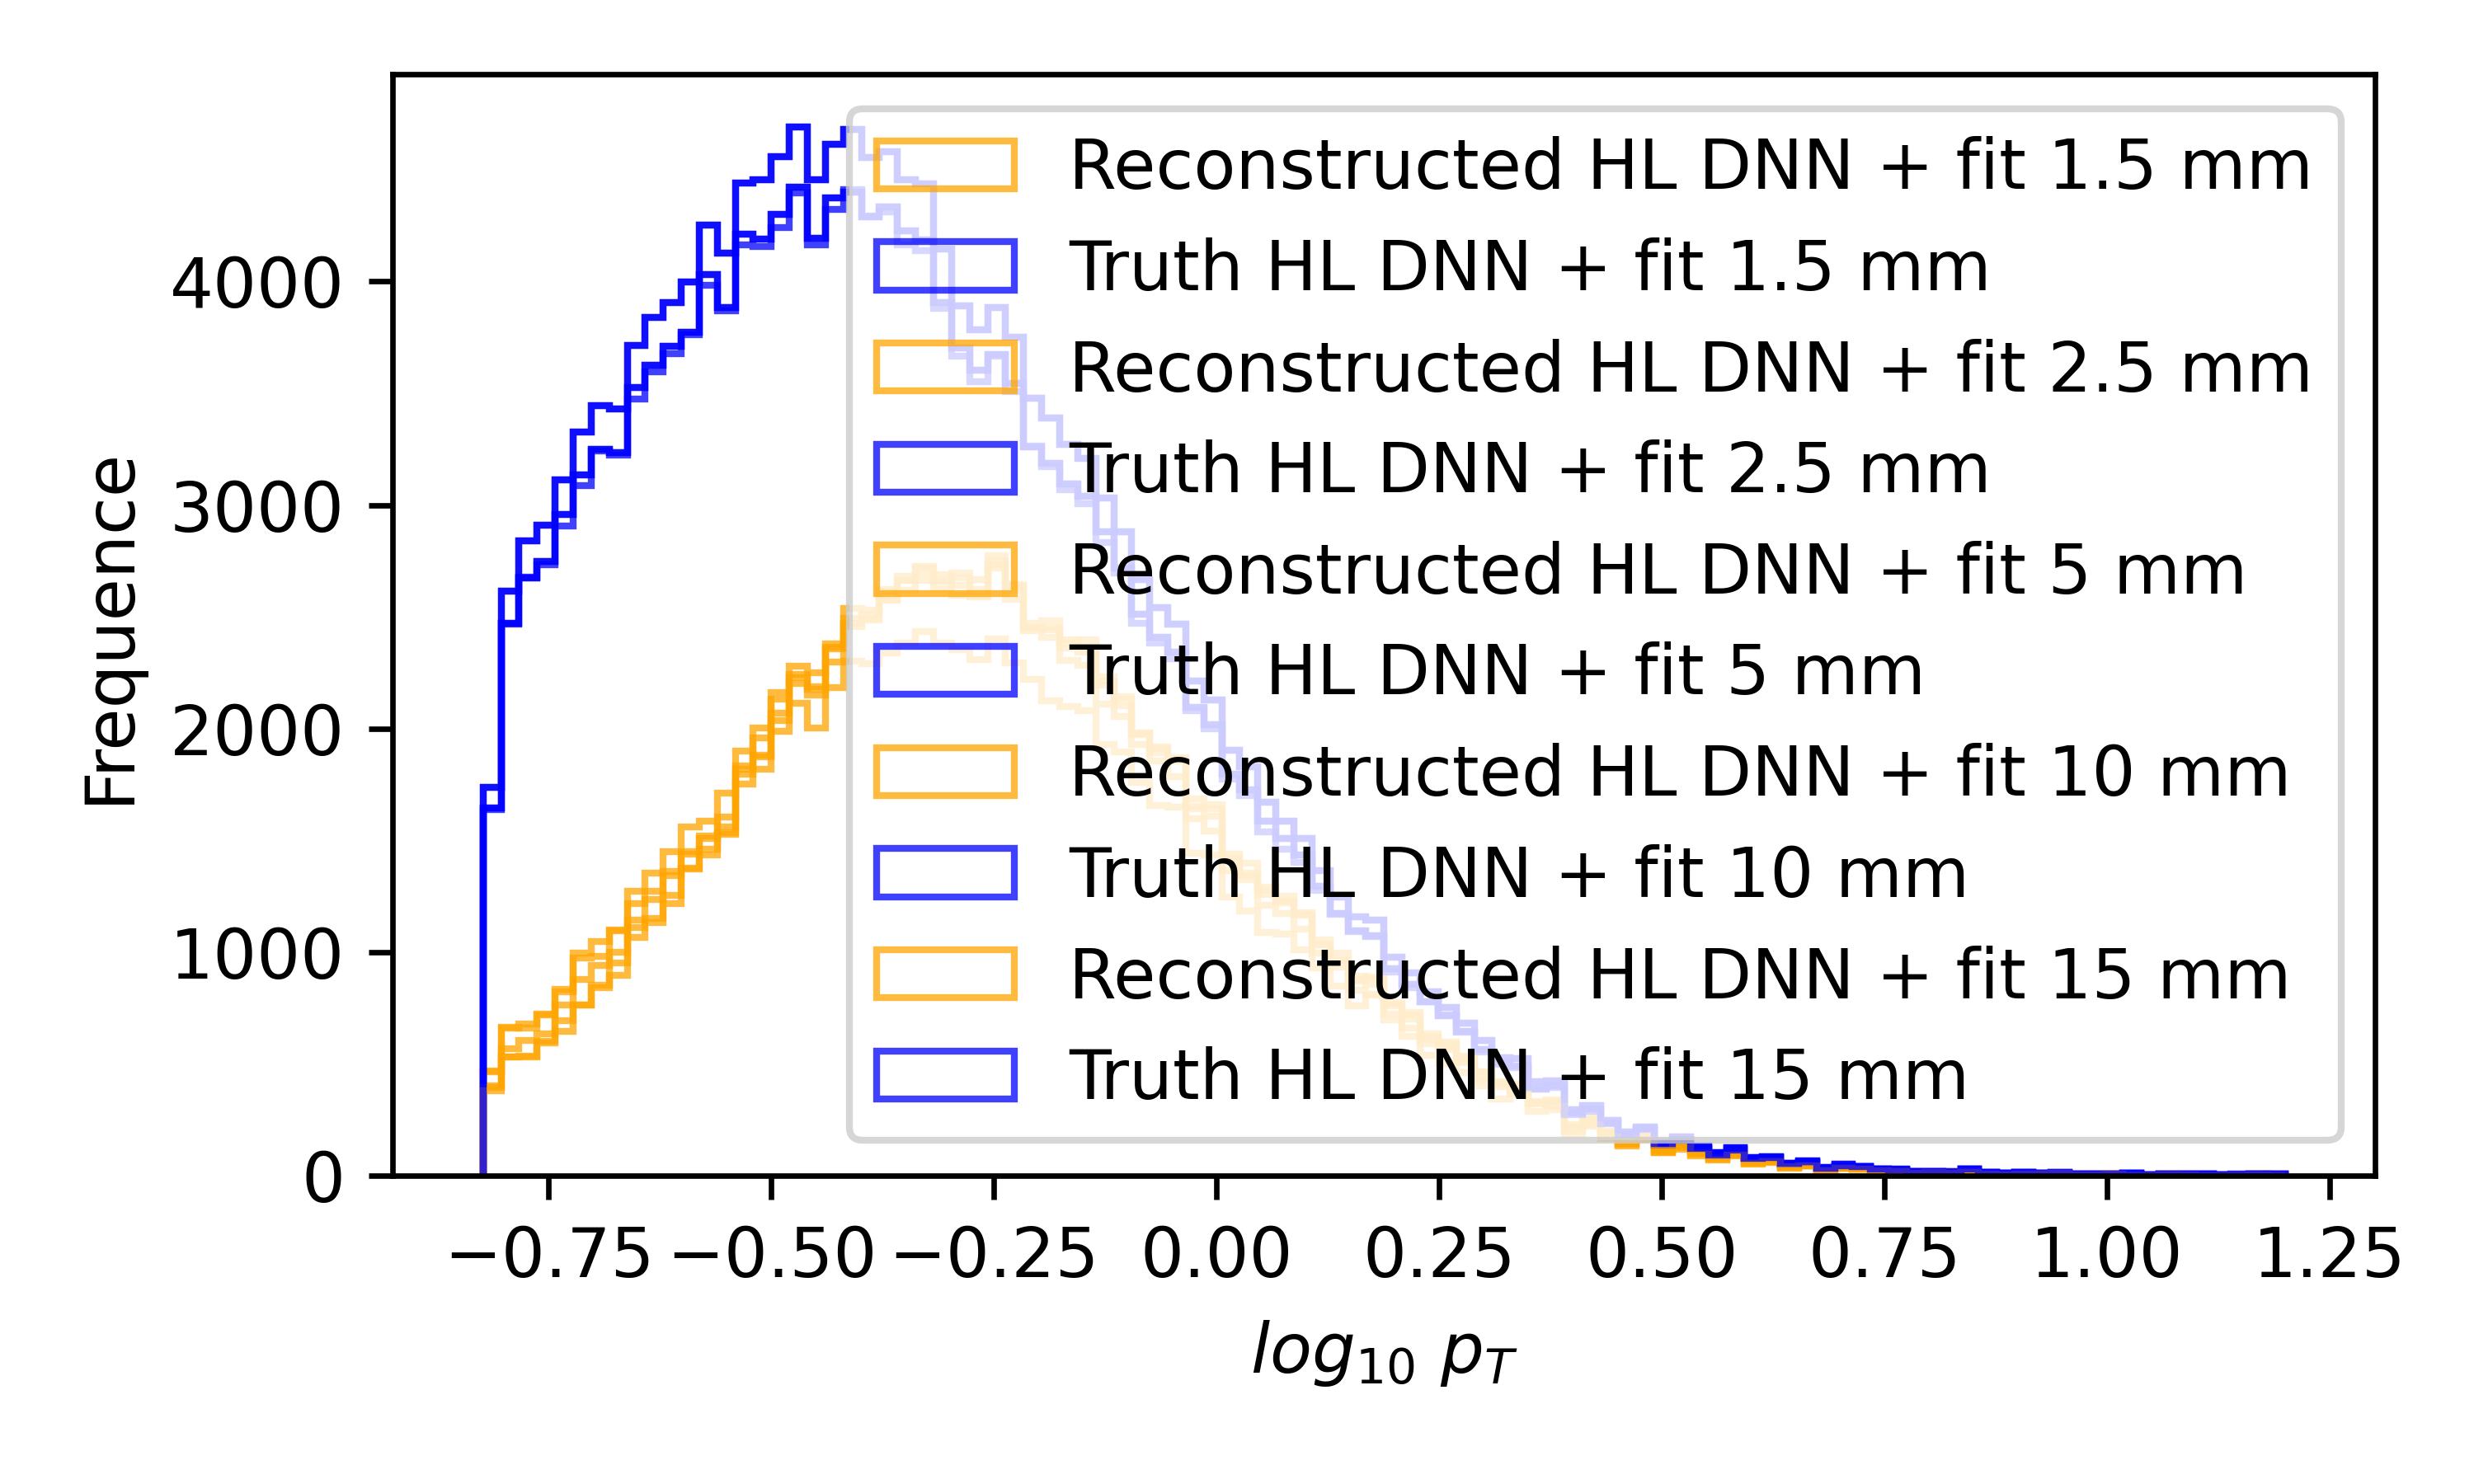 Reconstructed HL DNN + fit 1.5 mm
Truth HL DNN + fit 1.5 mm
Reconstructed HL DNN + fit 2.5 mm
Truth HL DNN + fit 2.5 mm
Reconstructed HL DNN + fit 5 mm
Truth HL DNN + fit 5 mm
Reconstructed HL DNN + fit 10 mm
Truth HL DNN + fit 10 mm
Reconstructed HL DNN + fit 15 mm
Truth HL DNN + fit 15 mm
Frequence
4000
3000
2000
1000
0
−0.75 −0.50 −0.25 0.00 0.25 0.50 0.75 1.00 1.25
log10 pT